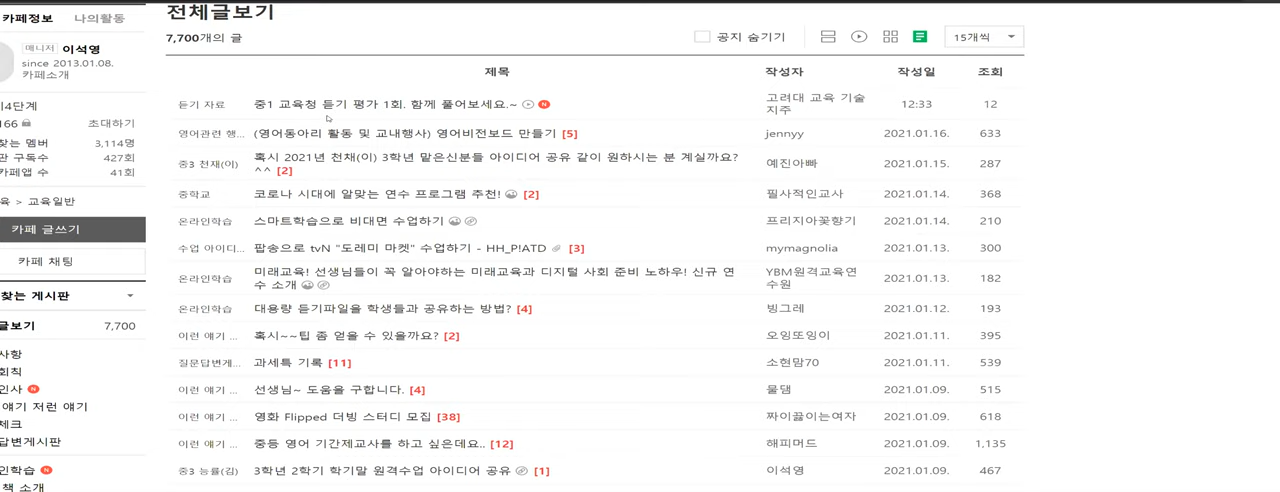 전체글보기
카페정보 나의활동
7,700개의 글
공지 숨기기
15개씩
매니저 이석영
since 2013.01.08.
카페소개
4단계
166
초대하기
찾는 멤버 3,114명
판 구독수 427회
카페앱 수 41회
육 > 교육일반
카페 글쓰기
카페 채팅
찾는 게시판
글보기 7,700
사항
회칙
인사 N
얘기 저런 얘기
체크
답변게시판
인학습 N
책 소개
제목 작성자 작성일 조회
듣기 자료 중1 교육청 듣기 평가 1회. 함께 풀어보세요.~ N 고려대 교육 기술 12:33 12
지주
영어관련 행... (영어동아리 활동 및 교내행사) 영어비전보드 만들기 [5] jennyy 2021.01.16. 633
중3 천재(이) 혹시 2021년 천채(이) 3학년 맡은신분들 아이디어 공유 같이 원하시는 분 계실까요? 예진아빠 2021.01.15. 287
^^ [2]
중학교 코로나 시대에 알맞는 연수 프로그램 추천! [2] 필사적인교사 2021.01.14. 368
온라인학습 스마트학습으로 비대면 수업하기 프리지아꽃향기 2021.01.14. 210
수업 아이디... 팝송으로 tvN "도레미 마켓" 수업하기 - HH_P!ATD [3] mymagnolia 2021.01.13. 300
온라인학습 미래교육! 선생님들이 꼭 알아야하는 미래교육과 디지털 사회 준비 노하우! 신규 연 YBM원격교육연 2021.01.13. 182
수 소개 수원
온라인학습 대용량 듣기파일을 학생들과 공유하는 방법? [4] 빙그레 2021.01.12. 193
이런 얘기 ... 혹시~~팁 좀 얻을 수 있을까요? [2] 오잉또잉이 2021.01.11. 395
질문답변게... 과세특 기록 [11] 소현맘70 2021.01.11. 539
이런 얘기 ... 선생님~ 도움을 구합니다. [4] 물댐 2021.01.09. 515
이런 얘기 ... 영화 Flipped 더빙 스터디 모집 [38] 짜이끓이는여자 2021.01.09. 618
이런 얘기 ... 중등 영어 기간제교사를 하고 싶은데요.. [12] 해피머드 2021.01.09. 1,135
중3 능률(김) 3학년 2학기 학기말 원격수업 아이디어 공유 [1] 이석영 2021.01.09. 467